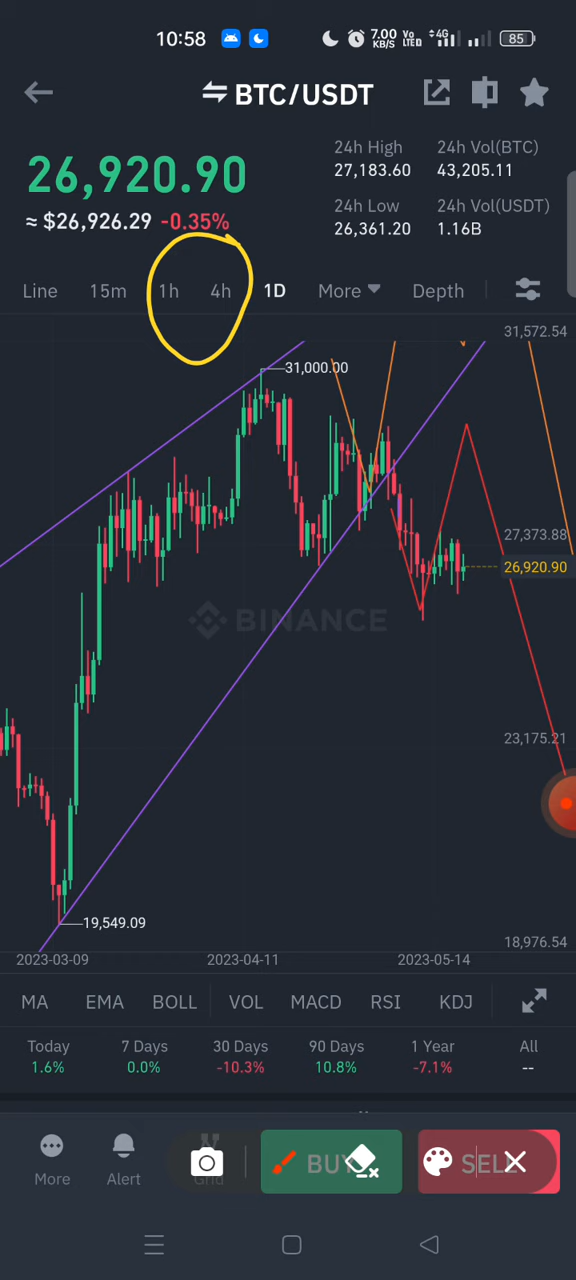 10:58 7.00 KB/S Vo LTED 4G 85
BTC/USDT
26,920.90
≈ $26,926.29 -0.35%
24h High 24h Vol(BTC)
27,183.60 43,205.11
24h Low 24h Vol(USDT)
26,361.20 1.16B
Line 15m 1h 4h 1D More Depth
31,572.54
31,000.00
27,373.88
26,920.90
BINANCE
23,175.21
19,549.09
18,976.54
2023-03-09 2023-04-11 2023-05-14
MA EMA BOLL VOL MACD RSI KDJ
Today 7 Days 30 Days 90 Days 1 Year All
1.6% 0.0% -10.3% 10.8% -7.1% --
More Alert Grid BUY SELL